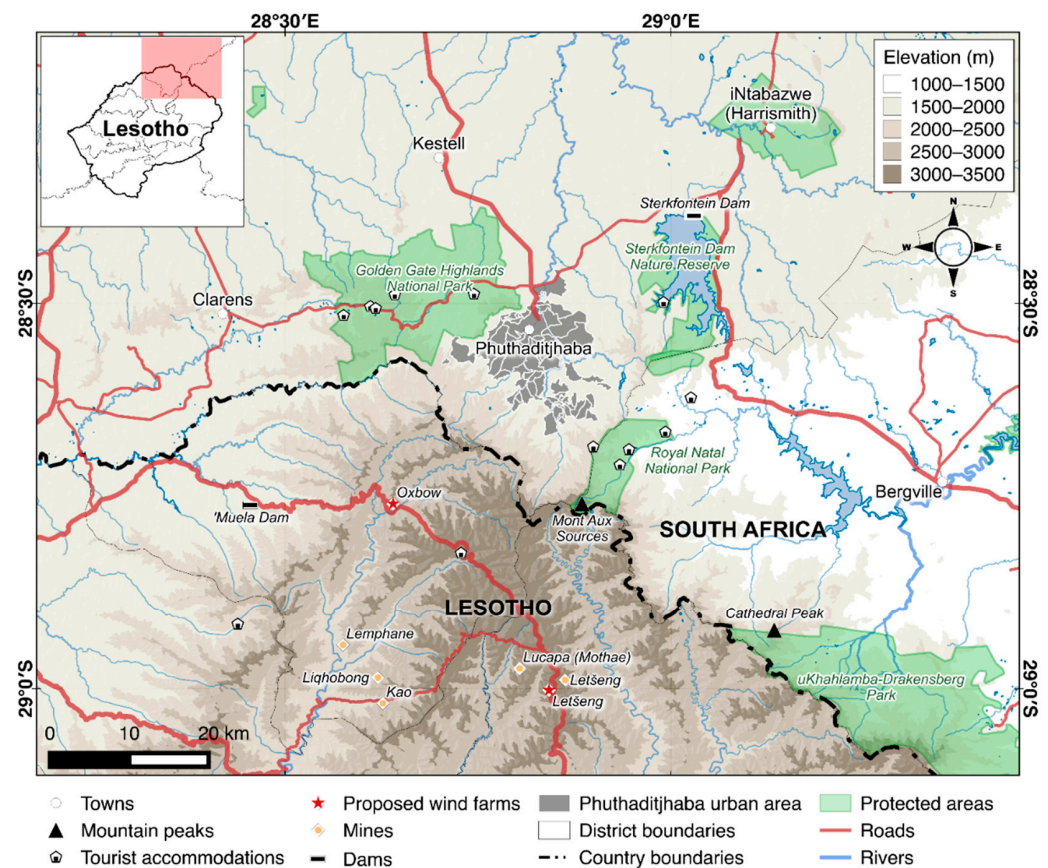 28°30′E
29°0′E
Lesotho
Elevation (m)
1000–1500
1500–2000
2000–2500
2500–3000
3000–3500
iNtabazwe
(Harrismith)
Kestell
N
W
E
S
Sterkfontein Dam
Sterkfontein Dam
Nature Reserve
Golden Gate Highlands
National Park
Clarens
28°30′S
28°30′S
Phuthaditjhaba
Royal Natal
National Park
Oxbow
'Muela Dam
Mont Aux
Sources
Bergville
SOUTH AFRICA
LESOTHO
Cathedral Peak
Lemphane
Lucapa (Mothae)
Liqhobong
Letšeng
Kao
Letšeng
uKhahlamba-Drakensberg
Park
29°0′S
29°0′S
0 10 20 km
Towns
Proposed wind farms
Phuthaditjhaba urban area
Protected areas
Mountain peaks
Mines
District boundaries
Roads
Tourist accommodations
Dams
Country boundaries
Rivers